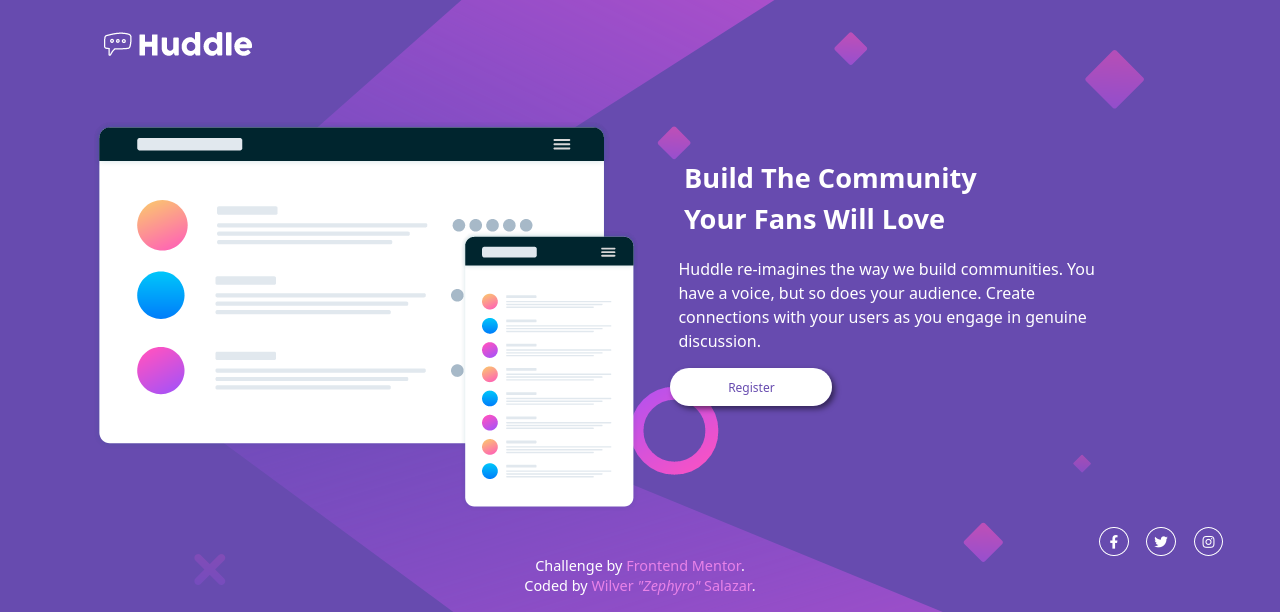 Huddle
Build The Community
Your Fans Will Love
Huddle re-imagines the way we build communities. You
have a voice, but so does your audience. Create
connections with your users as you engage in genuine
discussion.
Register
Challenge by Frontend Mentor.
Coded by Wilver "Zephyro" Salazar.